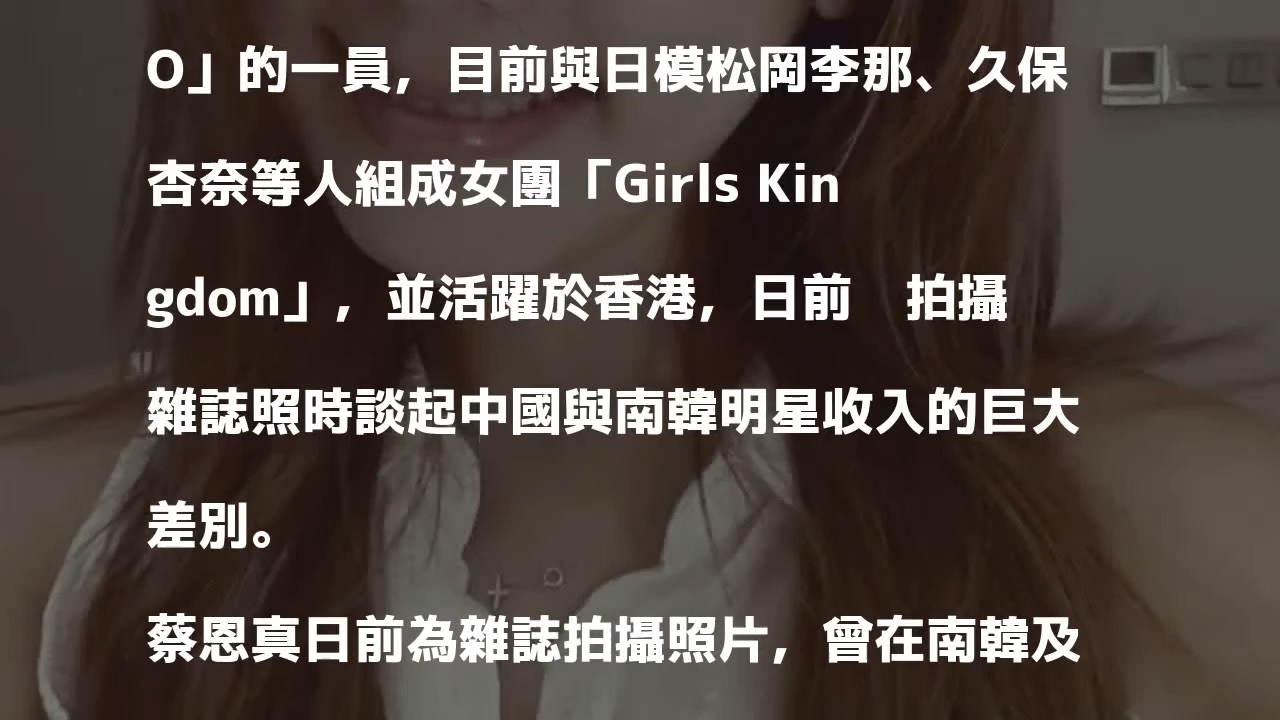 O」的一員，目前與日模松岡李那、久保
杏奈等人組成女團「Girls Kin
gdom」，並活躍於香港，日前　拍攝
雜誌照時談起中國與南韓明星收入的巨大
差別。
蔡恩真日前為雜誌拍攝照片，曾在南韓及